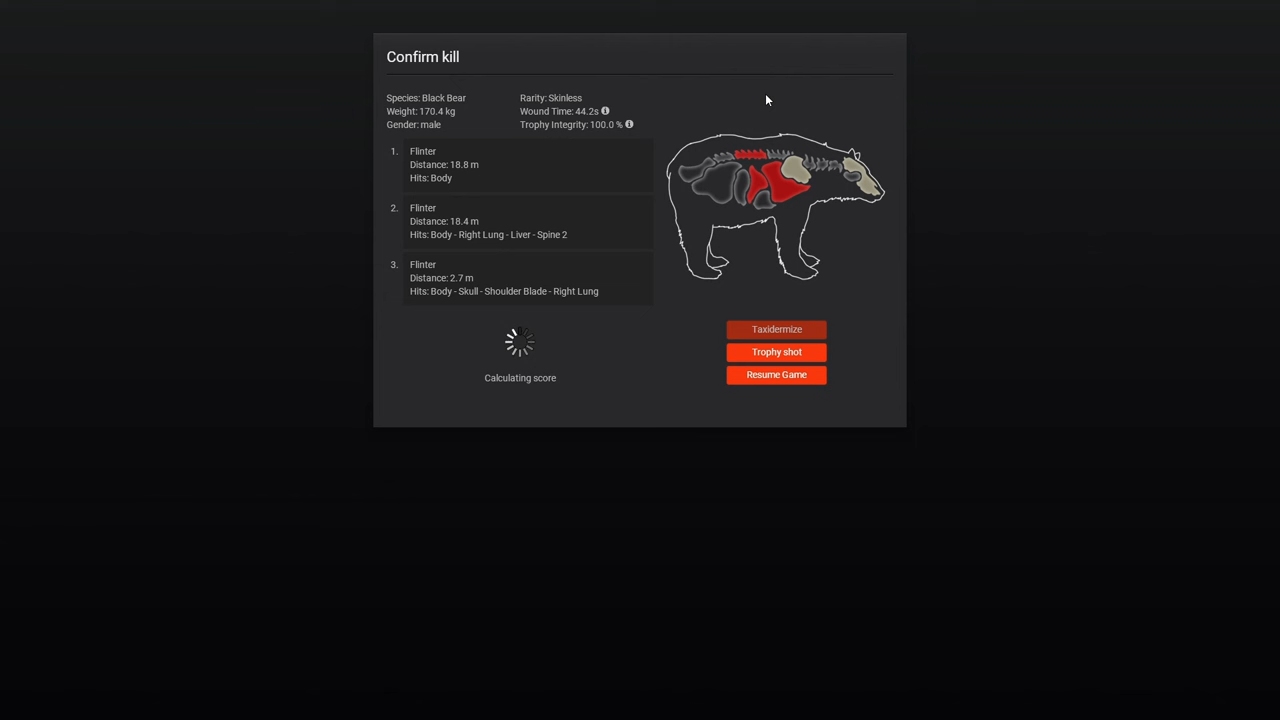 Confirm kill
Species: Black Bear
Rarity: Skinless
Weight: 170.4 kg
Wound Time: 44.2s
Gender: male
Trophy Integrity: 100.0 %
1. Flinter
Distance: 18.8 m
Hits: Body
2. Flinter
Distance: 18.4 m
Hits: Body - Right Lung - Liver - Spine 2
3. Flinter
Distance: 2.7 m
Hits: Body - Skull - Shoulder Blade - Right Lung
Calculating score
Taxidermize
Trophy shot
Resume Game